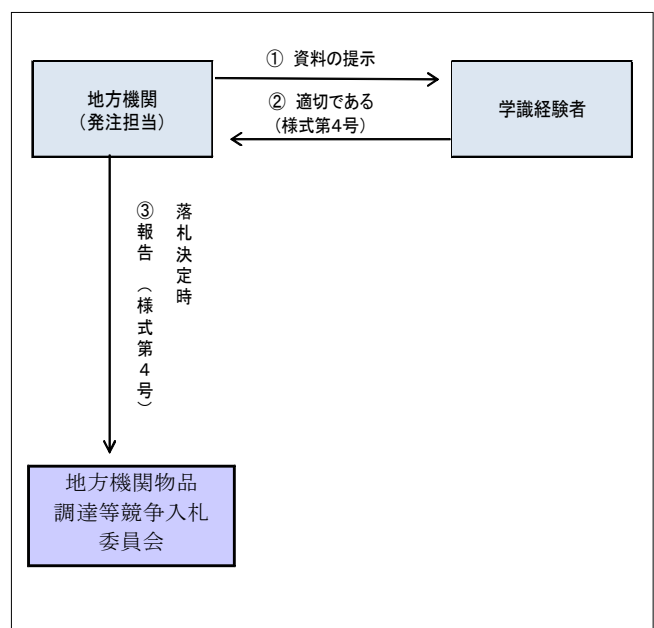 ① 資料の提示
地方機関
(発注担当)
② 適切である
(様式第4号)
学識経験者
落札決定時
③報告 (様式第4号)
地方機関物品
調達等競争入札
委員会